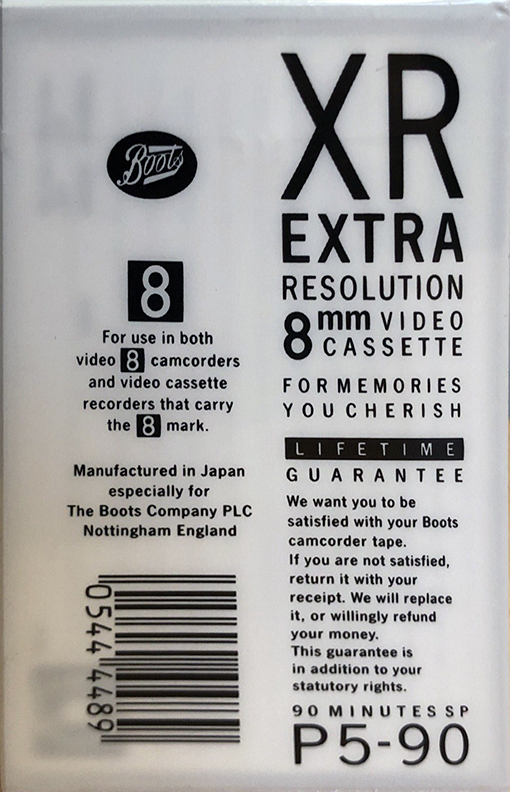 Boots
8
For use in both
video 8 camcorders
and video cassette
recorders that carry
the 8 mark.
Manufactured in Japan
especially for
The Boots Company PLC
Nottingham England
0544 4489
XR
EXTRA
RESOLUTION
8mm VIDEO
CASSETTE
FOR MEMORIES
YOU CHERISH
LIFETIME
GUARANTEE
We want you to be
satisfied with your Boots
camcorder tape.
If you are not satisfied,
return it with your
receipt. We will replace
it, or willingly refund
your money.
This guarantee is
in addition to your
statutory rights.
90 MINUTES SP
P5-90